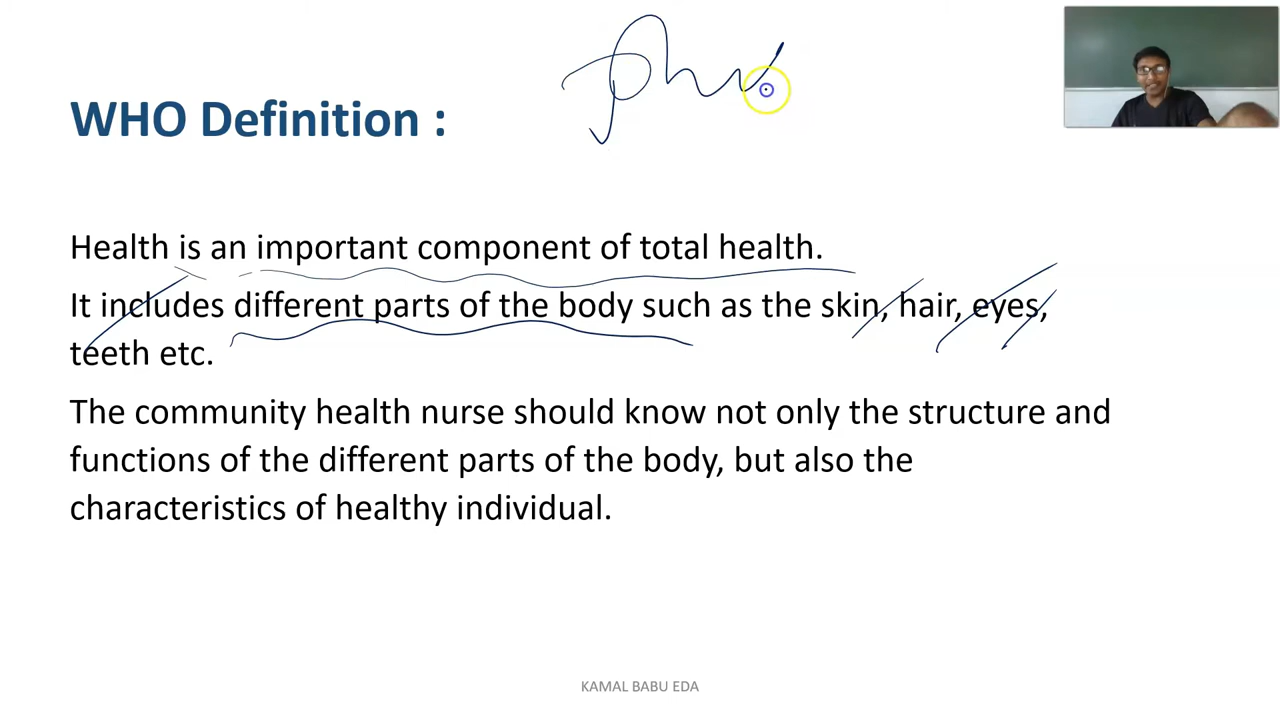 WHO Definition :
Health is an important component of total health.
It includes different parts of the body such as the skin, hair, eyes,
teeth etc.
The community health nurse should know not only the structure and
functions of the different parts of the body, but also the
characteristics of healthy individual.
KAMAL BABU EDA